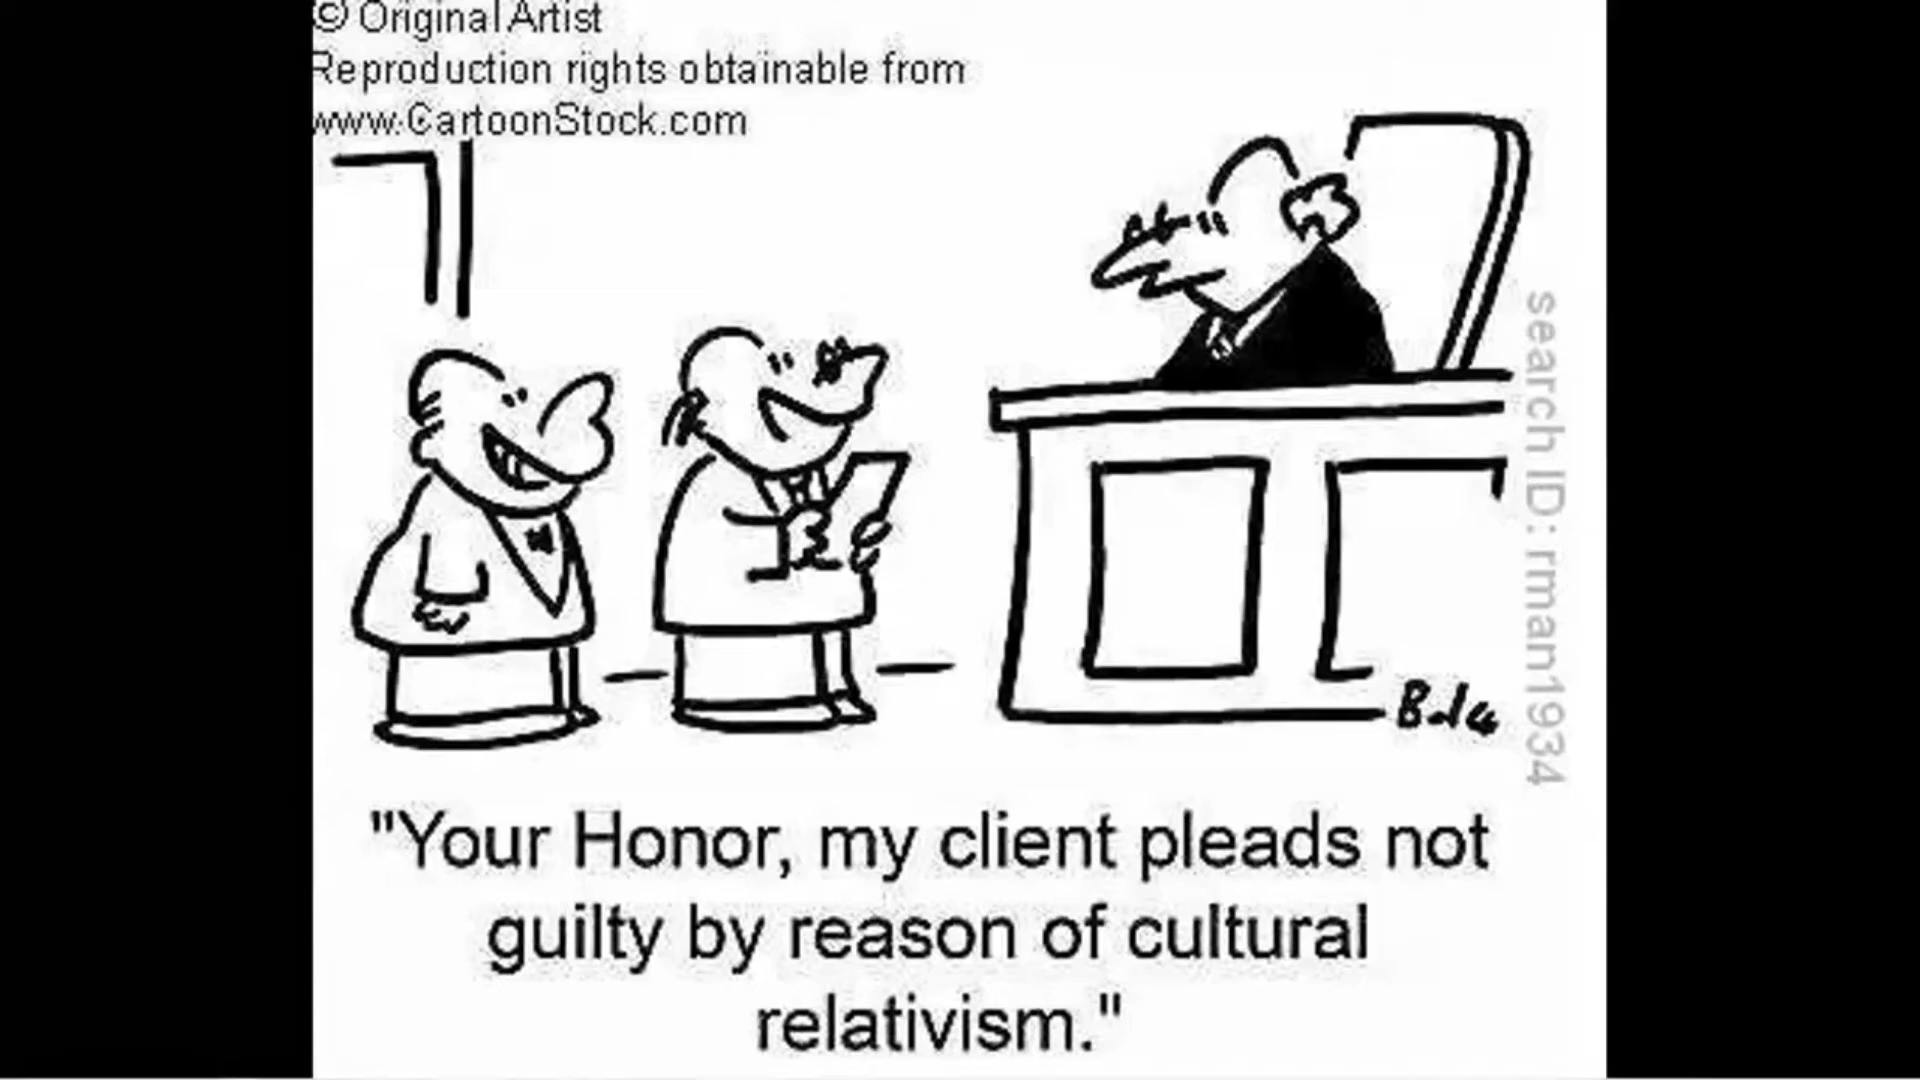 © Original Artist
Reproduction rights obtainable from
www.CartoonStock.com
search ID: rman1934
"Your Honor, my client pleads not
guilty by reason of cultural
relativism."